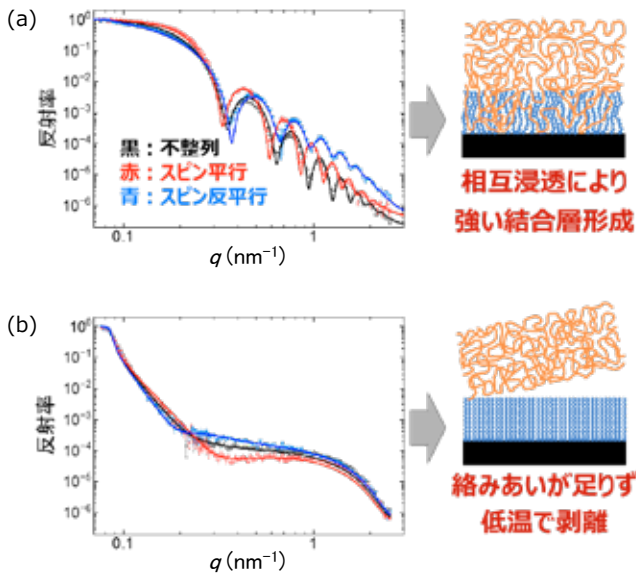 (a)
10⁰
10⁻¹
10⁻²
10⁻³
10⁻⁴
10⁻⁵
10⁻⁶
反射率
黒：不整列
赤：スピン平行
青：スピン反平行
0.1
1
q (nm⁻¹)
相互浸透により
強い結合層形成
(b)
10⁰
10⁻¹
10⁻²
10⁻³
10⁻⁴
10⁻⁵
10⁻⁶
反射率
0.1
1
q (nm⁻¹)
絡みあいが足りず
低温で剥離